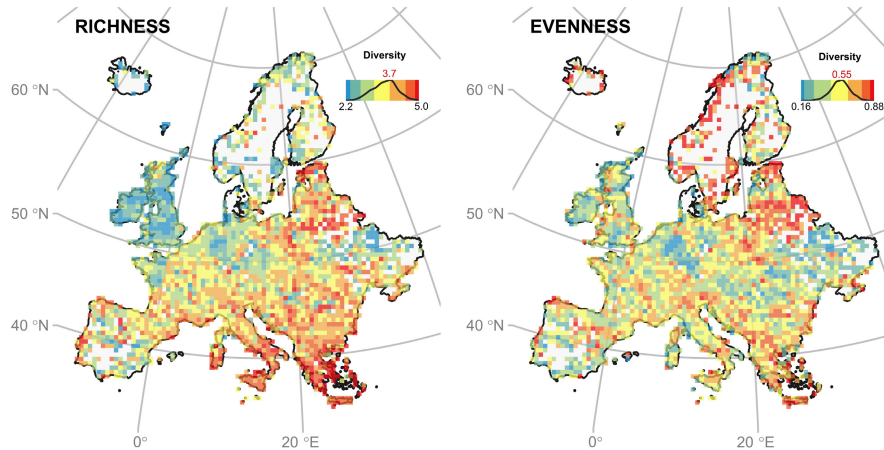 RICHNESS
Diversity
3.7
2.2 5.0
60 °N
50 °N
40 °N
0° 20 °E
EVENNESS
Diversity
0.55
0.16 0.88
60 °N
50 °N
40 °N
0° 20 °E